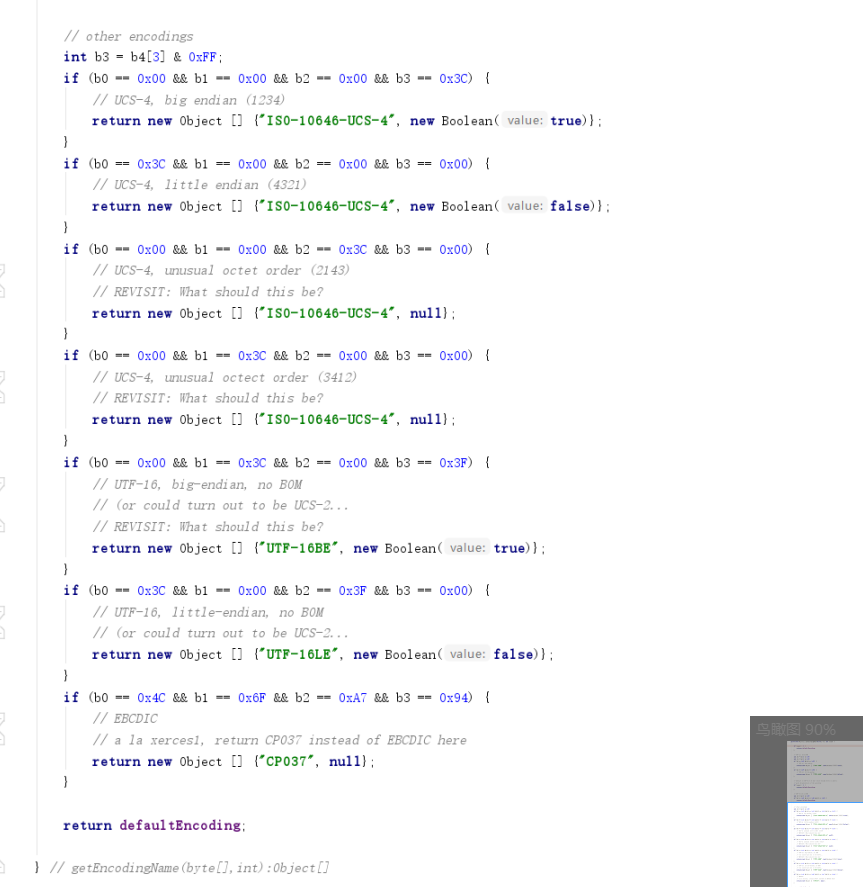 // other encodings
int b3 = b4[3] & 0xFF;
if (b0 == 0x00 && b1 == 0x00 && b2 == 0x00 && b3 == 0x3C) {
// UCS-4, big endian (1234)
return new Object [] {"ISO-10646-UCS-4", new Boolean( value: true)};
}
if (b0 == 0x3C && b1 == 0x00 && b2 == 0x00 && b3 == 0x00) {
// UCS-4, little endian (4321)
return new Object [] {"ISO-10646-UCS-4", new Boolean( value: false)};
}
if (b0 == 0x00 && b1 == 0x00 && b2 == 0x3C && b3 == 0x00) {
// UCS-4, unusual octet order (2143)
// REVISIT: What should this be?
return new Object [] {"ISO-10646-UCS-4", null};
}
if (b0 == 0x00 && b1 == 0x3C && b2 == 0x00 && b3 == 0x00) {
// UCS-4, unusual octect order (3412)
// REVISIT: What should this be?
return new Object [] {"ISO-10646-UCS-4", null};
}
if (b0 == 0x00 && b1 == 0x3C && b2 == 0x00 && b3 == 0x3F) {
// UTF-16, big-endian, no BOM
// (or could turn out to be UCS-2...
// REVISIT: What should this be?
return new Object [] {"UTF-16BE", new Boolean( value: true)};
}
if (b0 == 0x3C && b1 == 0x00 && b2 == 0x3F && b3 == 0x00) {
// UTF-16, little-endian, no BOM
// (or could turn out to be UCS-2...
return new Object [] {"UTF-16LE", new Boolean( value: false)};
}
if (b0 == 0x4C && b1 == 0x6F && b2 == 0xA7 && b3 == 0x94) {
// EBCDIC
// a la xerces1, return CP037 instead of EBCDIC here
return new Object [] {"CP037", null};
}
return defaultEncoding;
} // getEncodingName(byte[],int):Object[]
鸟瞰图 90%